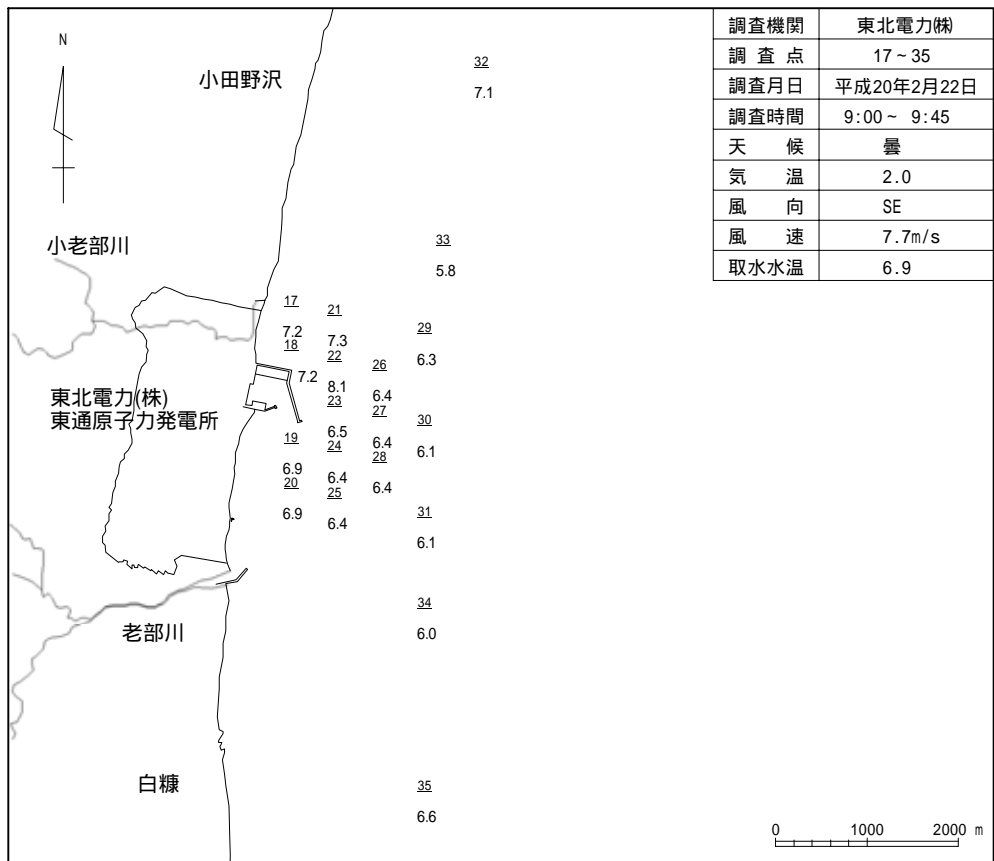 調査機関 東北電力㈱
調査点 17~35
調査月日 平成20年2月22日
調査時間 9:00~ 9:45
天候 曇
気温 2.0
風向 SE
風速 7.7m/s
取水水温 6.9
N
小田野沢
32
7.1
小老部川
33
5.8
17
21
29
7.2
7.3
18
22
26
6.3
7.2
8.1
6.4
東北電力(株)
東通原子力発電所
23
27
30
19
6.5
6.4
6.1
24
28
6.9
6.4
6.4
20
25
6.9
6.4
31
6.1
34
6.0
老部川
白糠
35
6.6
0 1000 2000 m